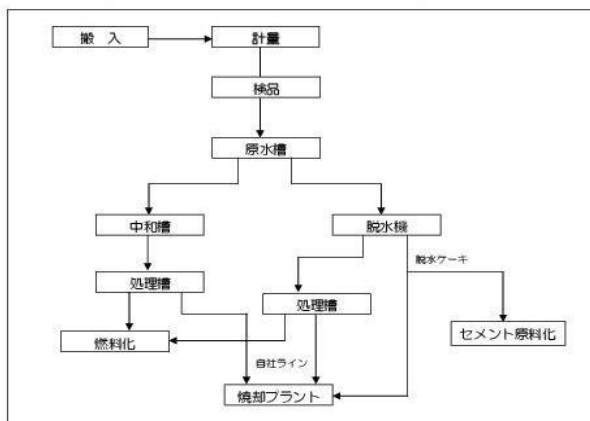 搬　入
計量
検品
原水槽
中和槽
脱水機
脱水ケーキ
処理槽
処理槽
セメント原料化
燃料化
自社ライン
焼却プラント